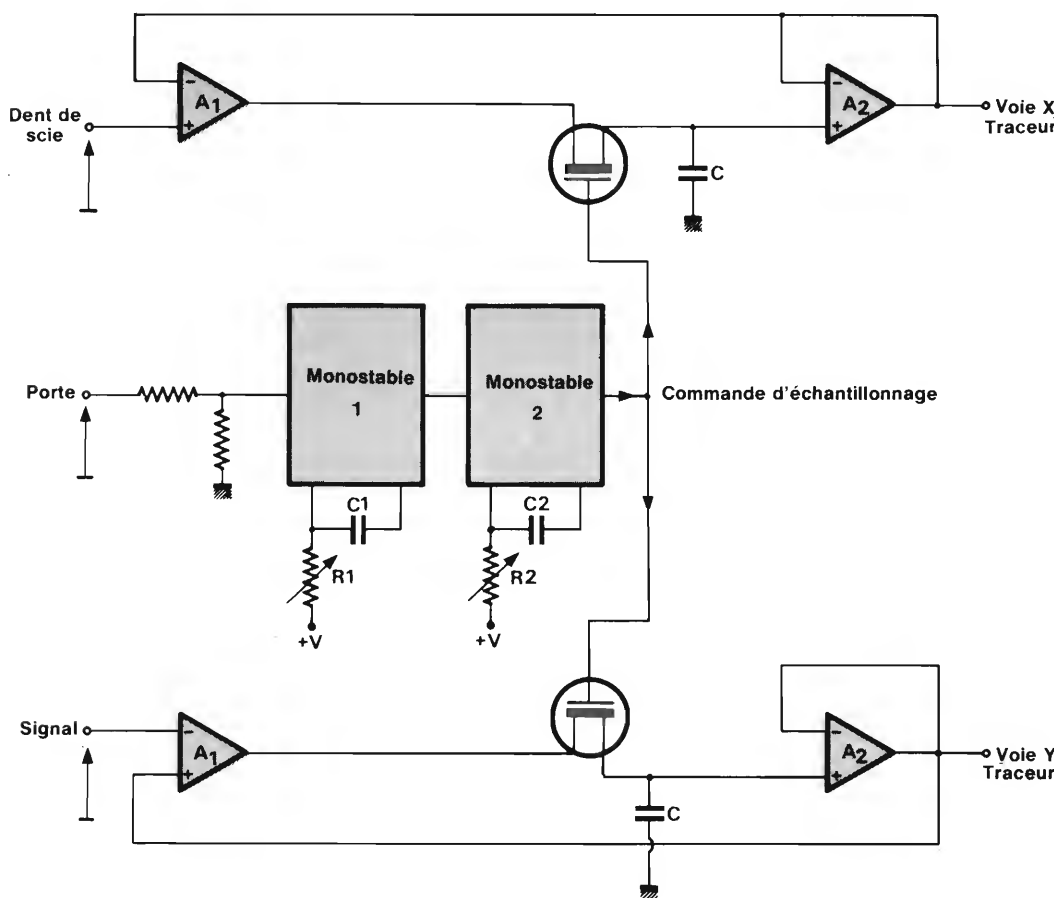 -
A1
+
Dent de
scie
-
A2
+
Voie X
Traceur
C
Porte
Monostable
1
Monostable
2
Commande d'échantillonnage
C1
R1
+V
C2
R2
+V
Signal
-
A1
+
-
A2
+
Voie Y
Traceur
C